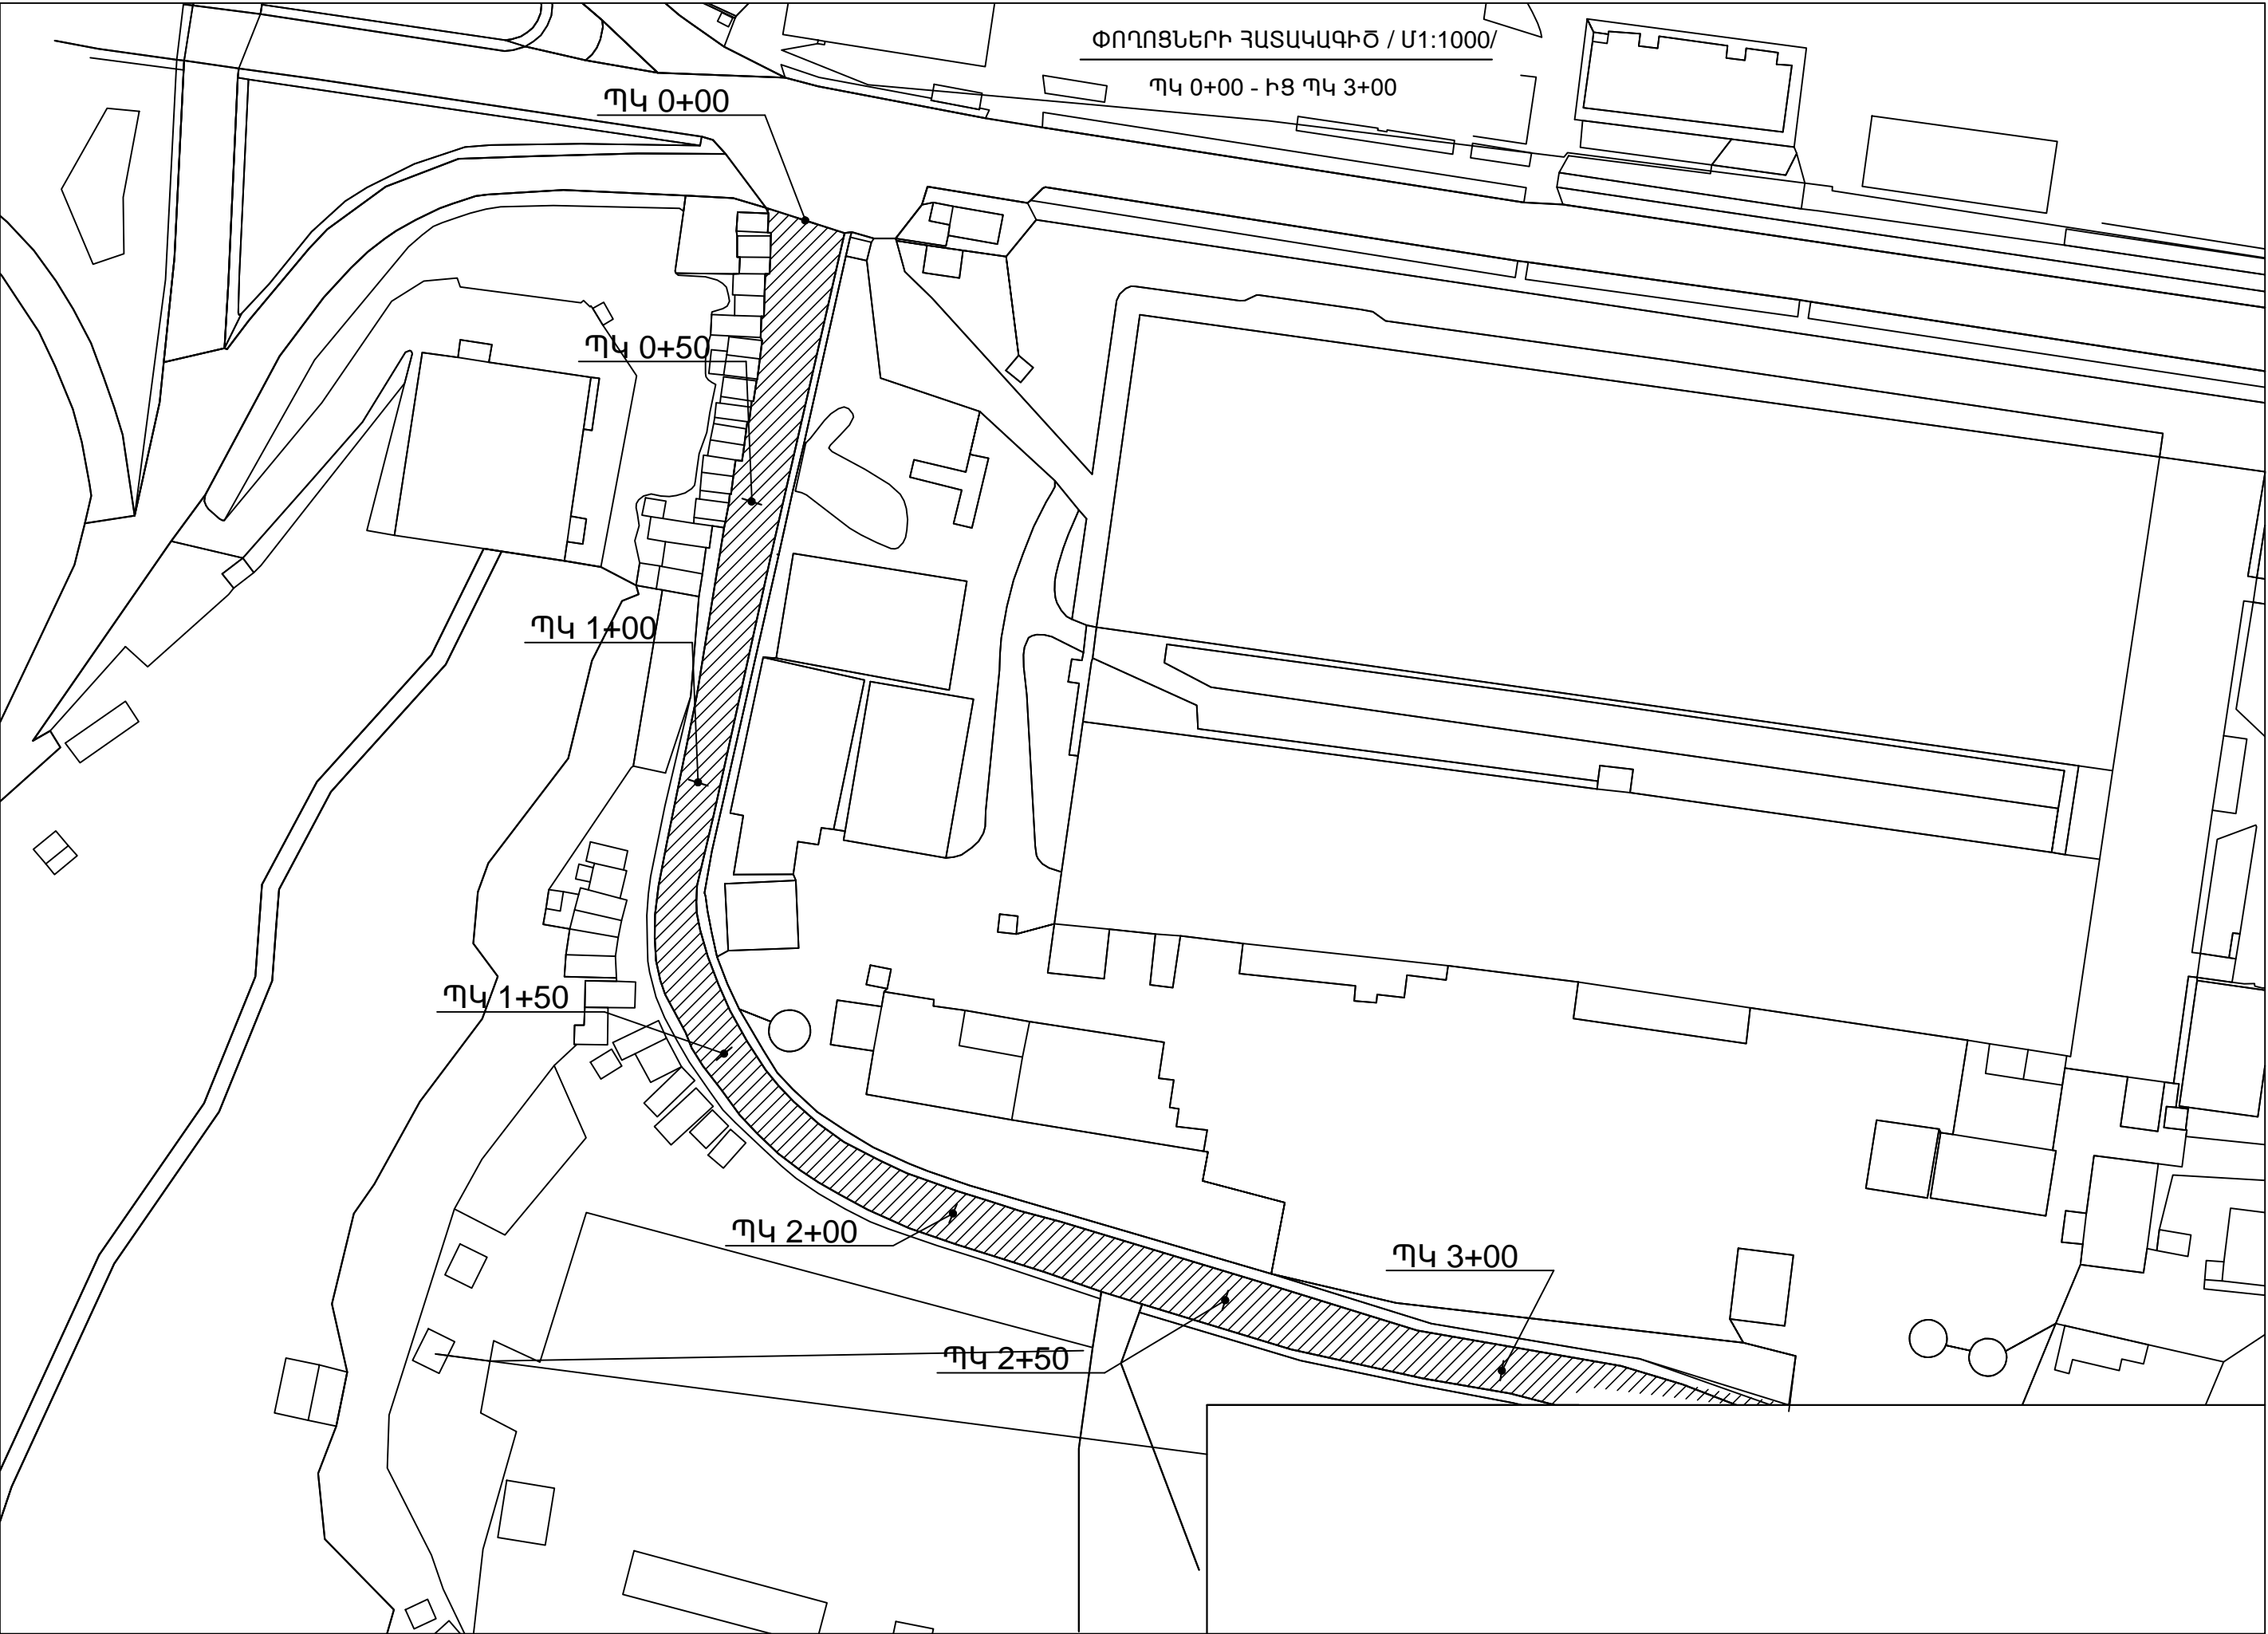 ՓՈՂՈՑՆԵՐԻ ՀԱՏԱԿԱԳԻԾ / Մ1:1000/
ՊԿ 0+00 - ԻՑ ՊԿ 3+00
ՊԿ 0+00
ՊԿ 0+50
ՊԿ 1+00
ՊԿ 1+50
ՊԿ 2+00
ՊԿ 3+00
ՊԿ 2+50